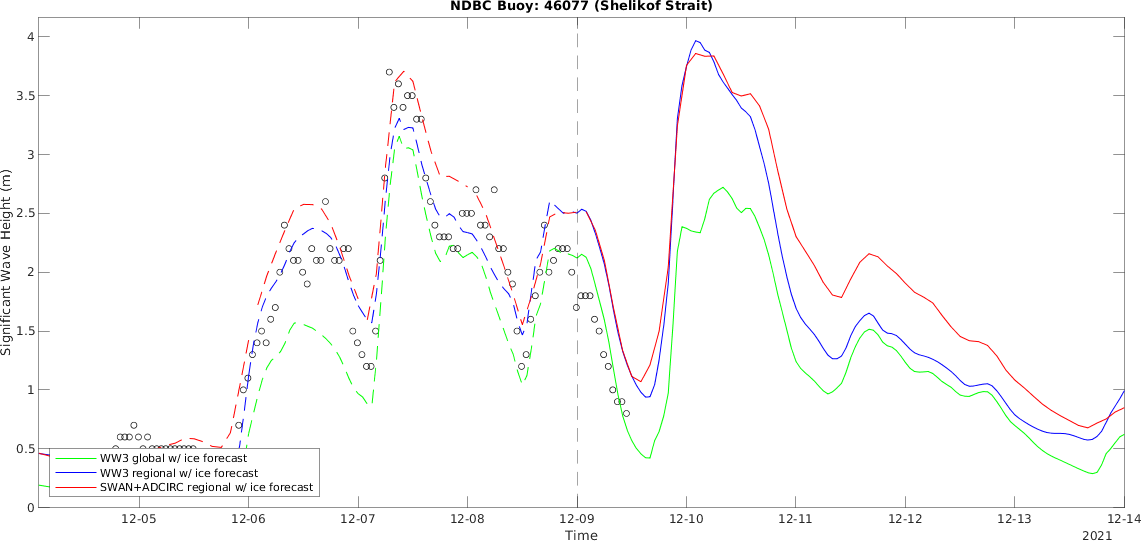 NDBC Buoy: 46077 (Shelikof Strait)
Significant Wave Height (m)
4
3.5
3
2.5
2
1.5
1
0.5
0
WW3 global w/ ice forecast
WW3 regional w/ ice forecast
SWAN+ADCIRC regional w/ ice forecast
12-05 12-06 12-07 12-08 12-09 12-10 12-11 12-12 12-13 12-14
Time 2021